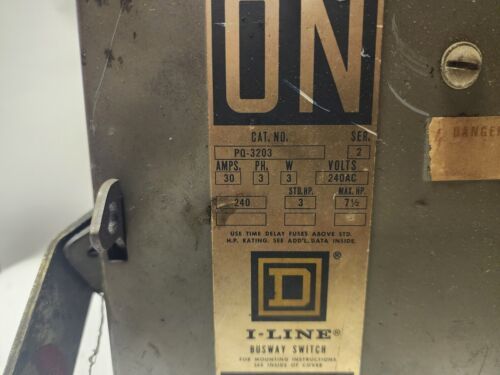 ON
CAT. NO. SER.
PQ-3203 2
AMPS. PH. W VOLTS
30 3 3 240AC
STD. HP. MAX. HP.
240 3 7½
USE TIME DELAY FUSES ABOVE STD.
H.P. RATING. SEE ADD'L. DATA INSIDE.
D ®
I-LINE®
BUSWAY SWITCH
FOR MOUNTING INSTRUCTIONS
SEE INSIDE OF COVER
DANGER